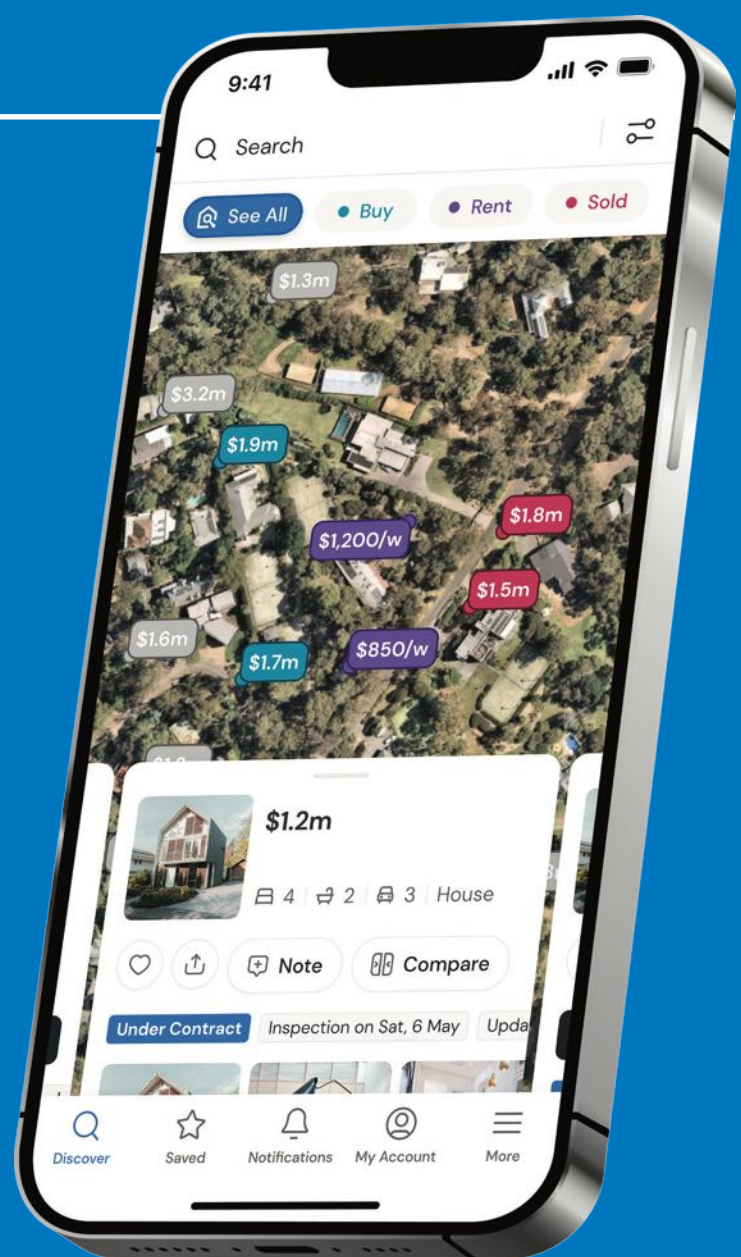 9:41
Search
See All
Buy
Rent
Sold
$1.3m
$3.2m
$1.9m
$1.8m
$1,200/w
$1.5m
$1.6m
$1.7m
$850/w
$1.2m
4 2 3 House
Note
Compare
Under Contract
Inspection on Sat, 6 May
Upda
Discover
Saved
Notifications
My Account
More